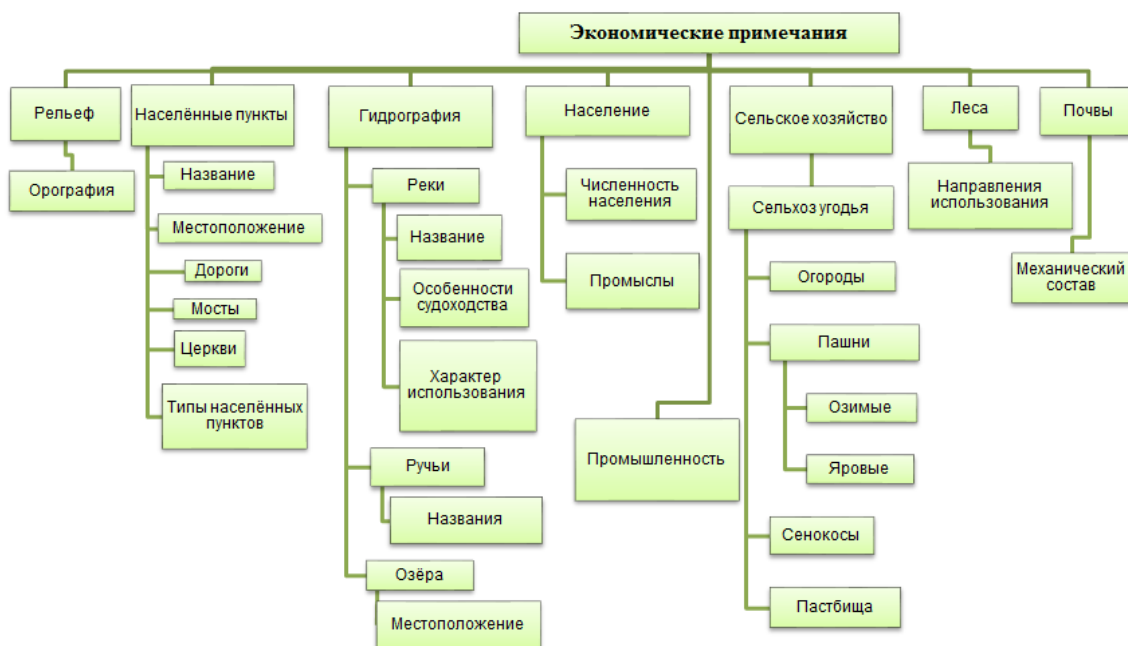 Экономические примечания
Рельеф
Орография
Населённые пункты
Название
Местоположение
Дороги
Мосты
Церкви
Типы населённых
пунктов
Гидрография
Реки
Название
Особенности
судоходства
Характер
использования
Ручьи
Названия
Озёра
Местоположение
Население
Численность
населения
Промыслы
Промышленность
Сельское хозяйство
Сельхоз угодья
Огороды
Пашни
Озимые
Яровые
Сенокосы
Пастбища
Леса
Направления
использования
Почвы
Механический
состав